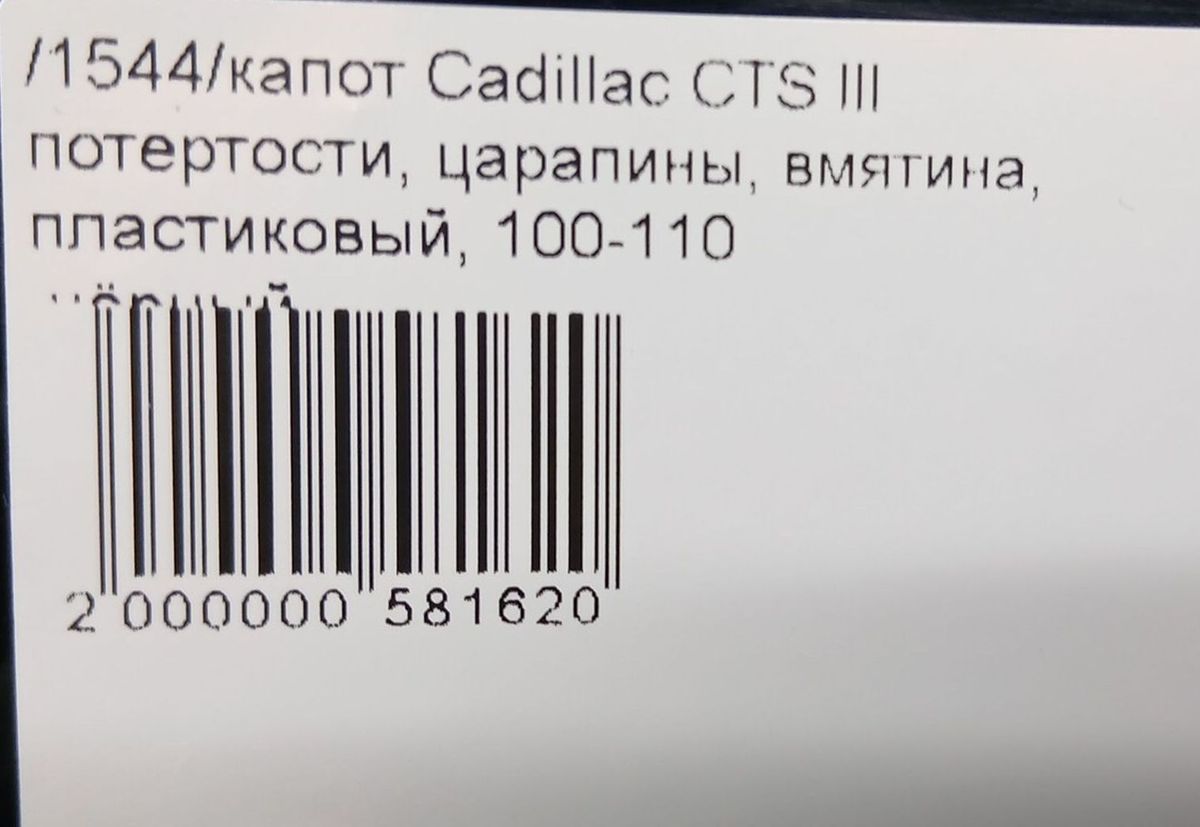 /1544/капот Cadillac CTS III
потертости, царапины, вмятина,
пластиковый, 100-110
2 000000 581620